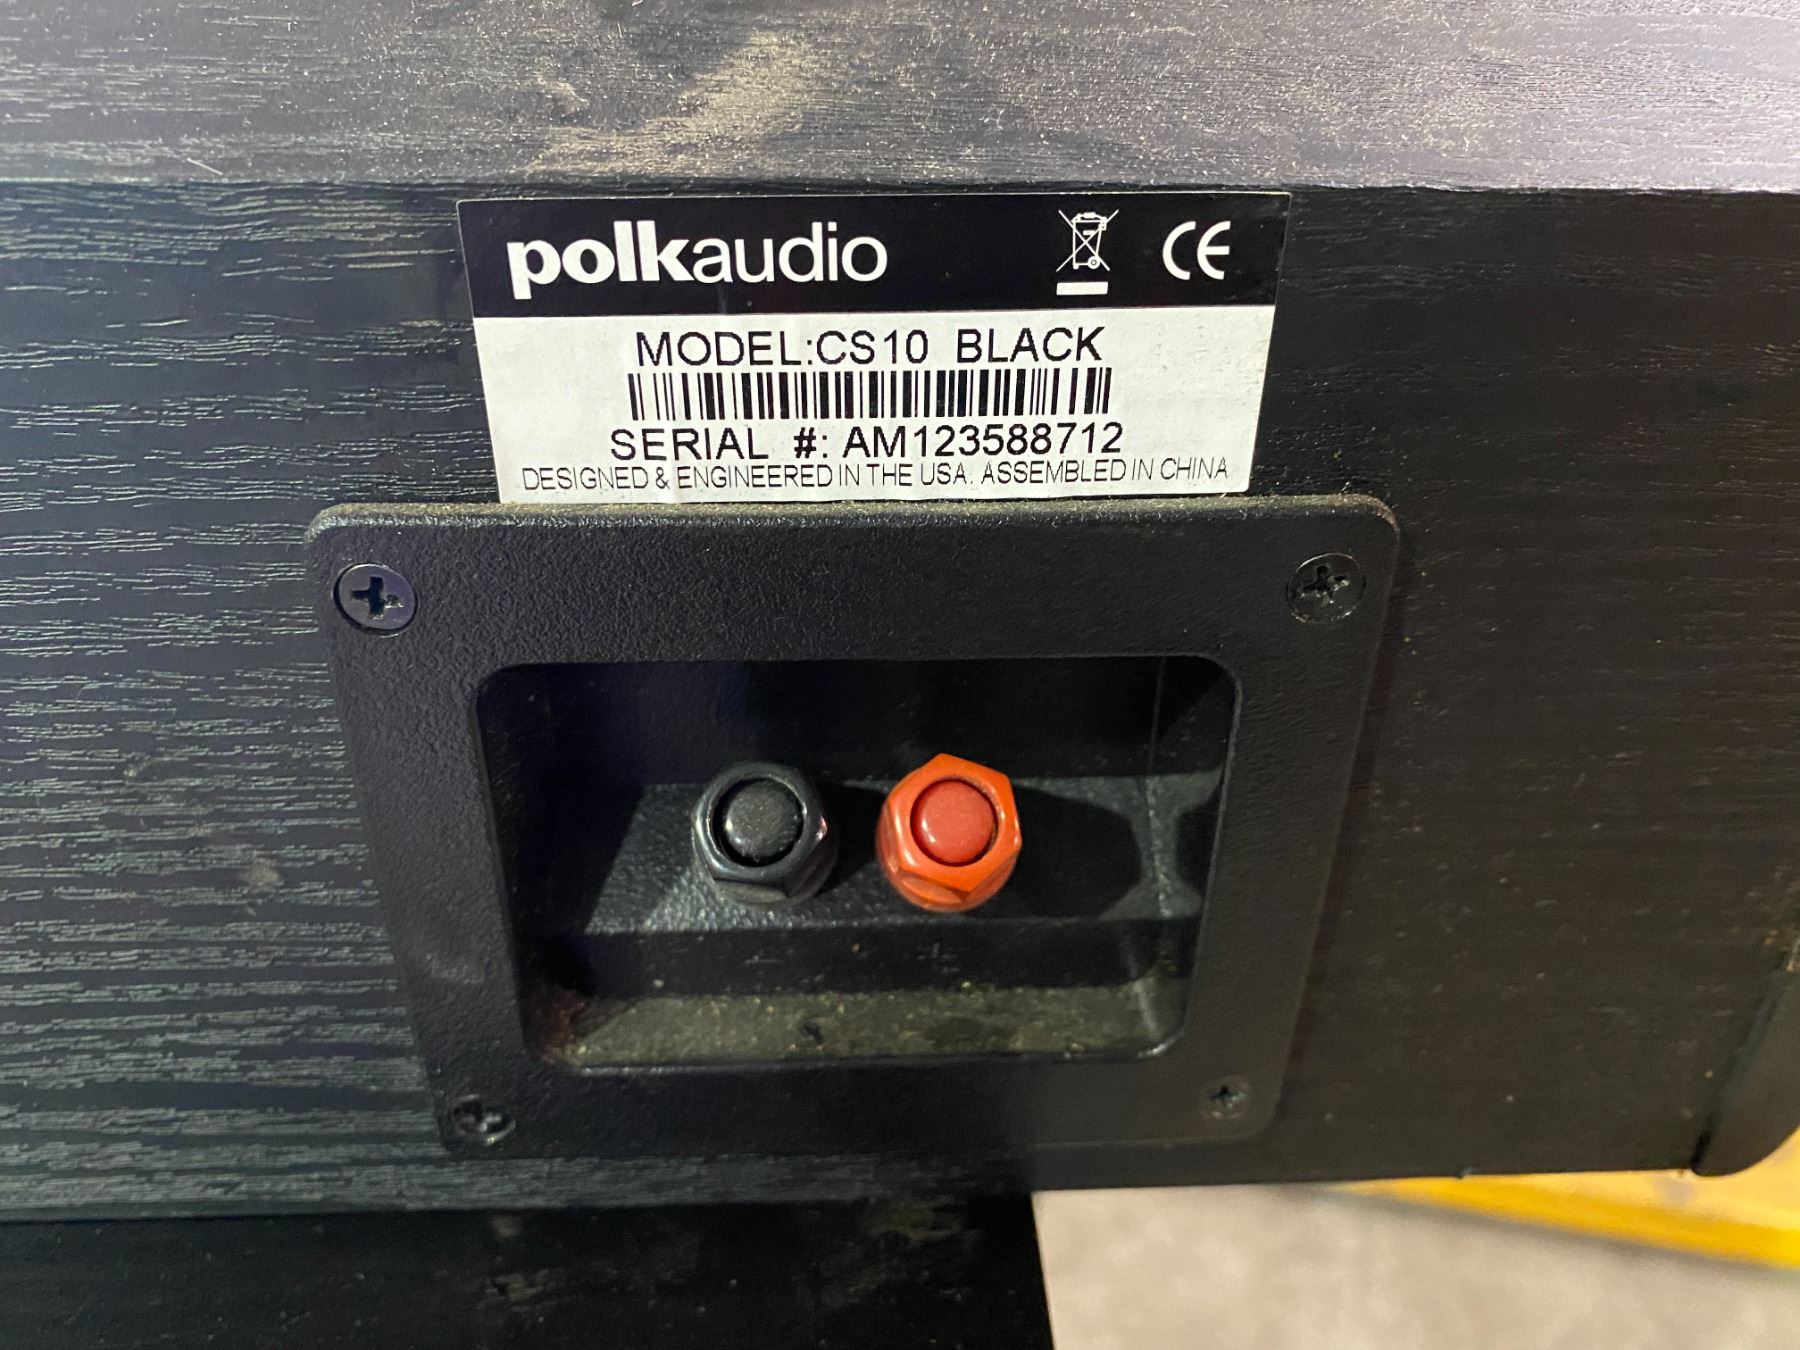 polkaudio CE
MODEL:CS10 BLACK
SERIAL #: AM123588712
DESIGNED & ENGINEERED IN THE USA. ASSEMBLED IN CHINA
- +